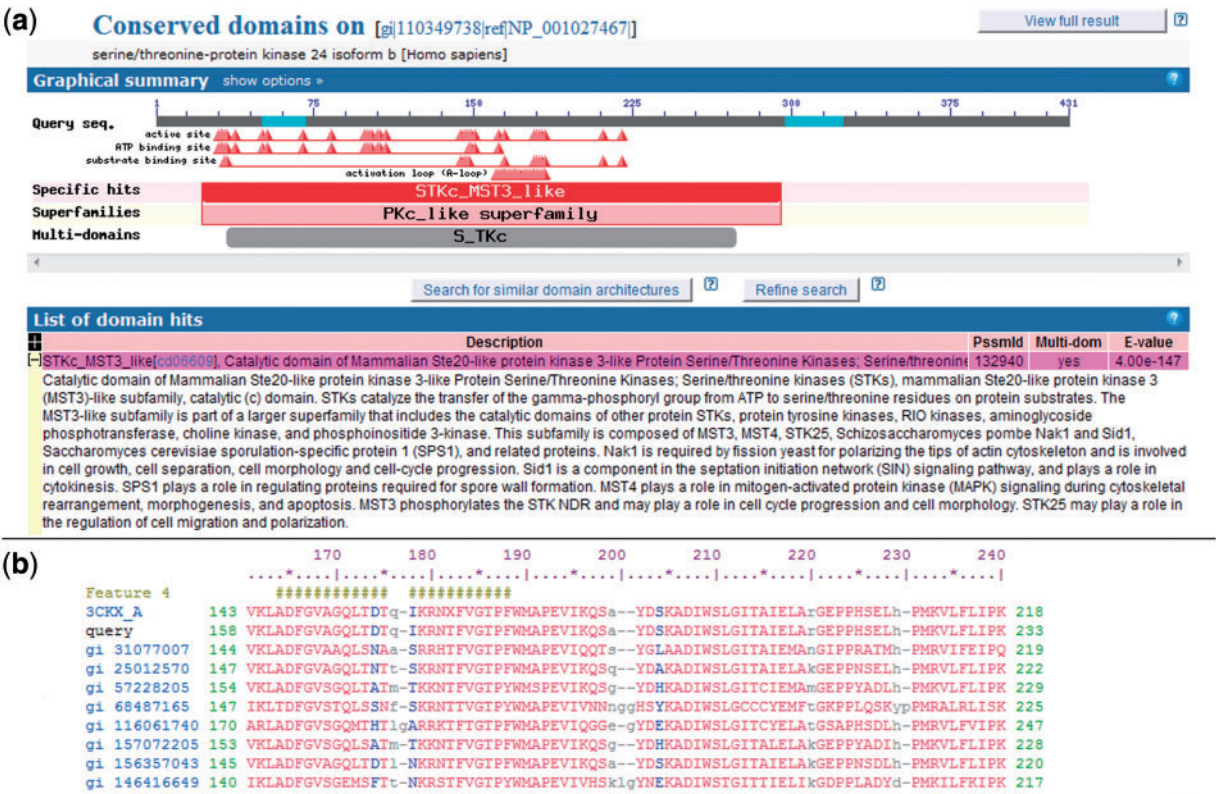 (a)
Conserved domains on [gi|110349738|ref|NP_001027467|]
View full result
?
serine/threonine-protein kinase 24 isoform b [Homo sapiens]
Graphical summary show options »
?
1 75 150 225 300 375 431
Query seq.
active site
ATP binding site
substrate binding site
activation loop (A-loop)
Specific hits STKc_MST3_like
Superfamilies PKc_like superfamily
Multi-domains S_TKc
Search for similar domain architectures ? Refine search ?
List of domain hits
?
Description PssmId Multi-dom E-value
[-]STKc_MST3_like[cd06609], Catalytic domain of Mammalian Ste20-like protein kinase 3-like Protein Serine/Threonine Kinases; Serine/threonine 132940 yes 4.00e-147
Catalytic domain of Mammalian Ste20-like protein kinase 3-like Protein Serine/Threonine Kinases; Serine/threonine kinases (STKs), mammalian Ste20-like protein kinase 3
(MST3)-like subfamily, catalytic (c) domain. STKs catalyze the transfer of the gamma-phosphoryl group from ATP to serine/threonine residues on protein substrates. The
MST3-like subfamily is part of a larger superfamily that includes the catalytic domains of other protein STKs, protein tyrosine kinases, RIO kinases, aminoglycoside
phosphotransferase, choline kinase, and phosphoinositide 3-kinase. This subfamily is composed of MST3, MST4, STK25, Schizosaccharomyces pombe Nak1 and Sid1,
Saccharomyces cerevisiae sporulation-specific protein 1 (SPS1), and related proteins. Nak1 is required by fission yeast for polarizing the tips of actin cytoskeleton and is involved
in cell growth, cell separation, cell morphology and cell-cycle progression. Sid1 is a component in the septation initiation network (SIN) signaling pathway, and plays a role in
cytokinesis. SPS1 plays a role in regulating proteins required for spore wall formation. MST4 plays a role in mitogen-activated protein kinase (MAPK) signaling during cytoskeletal
rearrangement, morphogenesis, and apoptosis. MST3 phosphorylates the STK NDR and may play a role in cell cycle progression and cell morphology. STK25 may play a role in
the regulation of cell migration and polarization.
(b)
170 180 190 200 210 220 230 240
....*....|....*....|....*....|....*....|....*....|....*....|....*....|....*....|
Feature 4 ############ ###########
3CKX_A 143 VKLADFGVAGQLTDTq-IKRNXFVGTPFWMAPEVIKQSa--YDSKADIWSLGITAIELArGEPPHSELh-PMKVLFLIPK 218
query 158 VKLADFGVAGQLTDTq-IKRNTFVGTPFWMAPEVIKQSa--YDSKADIWSLGITAIELArGEPPHSELh-PMKVLFLIPK 233
gi 31077007 144 VKLADFGVAAQLSNAa-SRRHTFVGTPFWMAPEVIQQTs--YGLAADIWSLGITAIEMAnGIPPRATMh-PMRVIFEIPQ 219
gi 25012570 147 VKLADFGVAGQLTNTt-SKRNTFVGTPFWMAPEVIKQSq--YDAKADIWSLGITAIELAkGEPPNSELh-PMRVLFLIPK 222
gi 57228205 154 VKLADFGVSGQLTATm-TKKNTFVGTPYWMSPEVIKQSg--YDHKADIWSLGITCIEMAmGEPPYADLh-PMKVLFLIPK 229
gi 68487165 147 IKLTDFGVSTQLSSNf-SKRNTFVGTPYWMAPEVIVNNnggHSYKADIWSLGCCCYEMFtGKPPLQSKypPMRALRLISK 225
gi 116061740 170 ARLADFGVSGQMTHTlgARRKTFTGTPFWMAPEVIQGGe-gYDEKADIWSLGITCYELAtGSAPHSDLh-PMRVLFVIPK 247
gi 157072205 153 VKLADFGVSGQLSATm-TKKNTFVGTPFWMAPEVIKQSg--YDHKADIWSLGITALELAkGEPPYADIh-PMKVLFLIPK 228
gi 156357043 145 VKLADFGVAGQLTDTl-NKRNTFVGTPFWMAPEVIKQSa--YDSKADIWSLGITAIELAkGEPPNSDLh-PMRVLFLIPK 220
gi 146416649 140 IKLADFGVSGEMSFTt-NKRSTFVGTPYWMAPEVIVHSklgYNEKADIWSTGITTIELIkGDPPLADYd-PMKILFKIPK 217